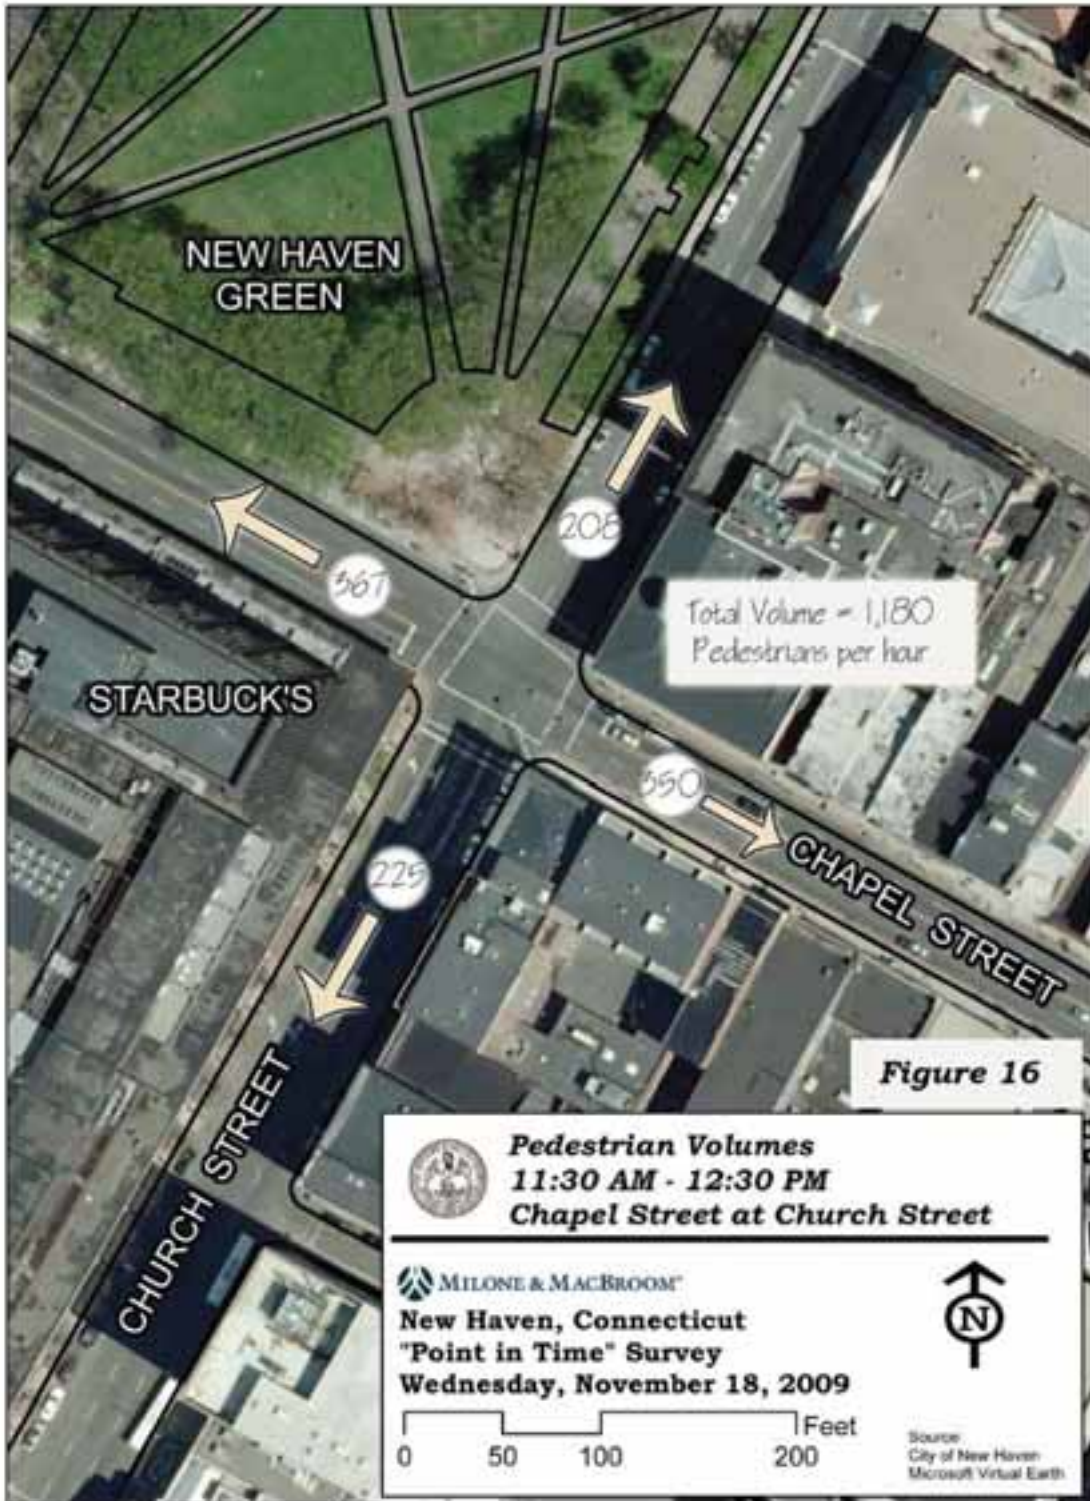 NEW HAVEN
GREEN
208
367
Total Volume = 1,180
Pedestrians per hour
STARBUCK'S
350
225
CHAPEL STREET
CHURCH STREET
Figure 16
Pedestrian Volumes
11:30 AM - 12:30 PM
Chapel Street at Church Street
MILONE & MACBROOM
New Haven, Connecticut
"Point in Time" Survey
Wednesday, November 18, 2009
N
Feet
0 50 100 200
Source:
City of New Haven
Microsoft Virtual Earth